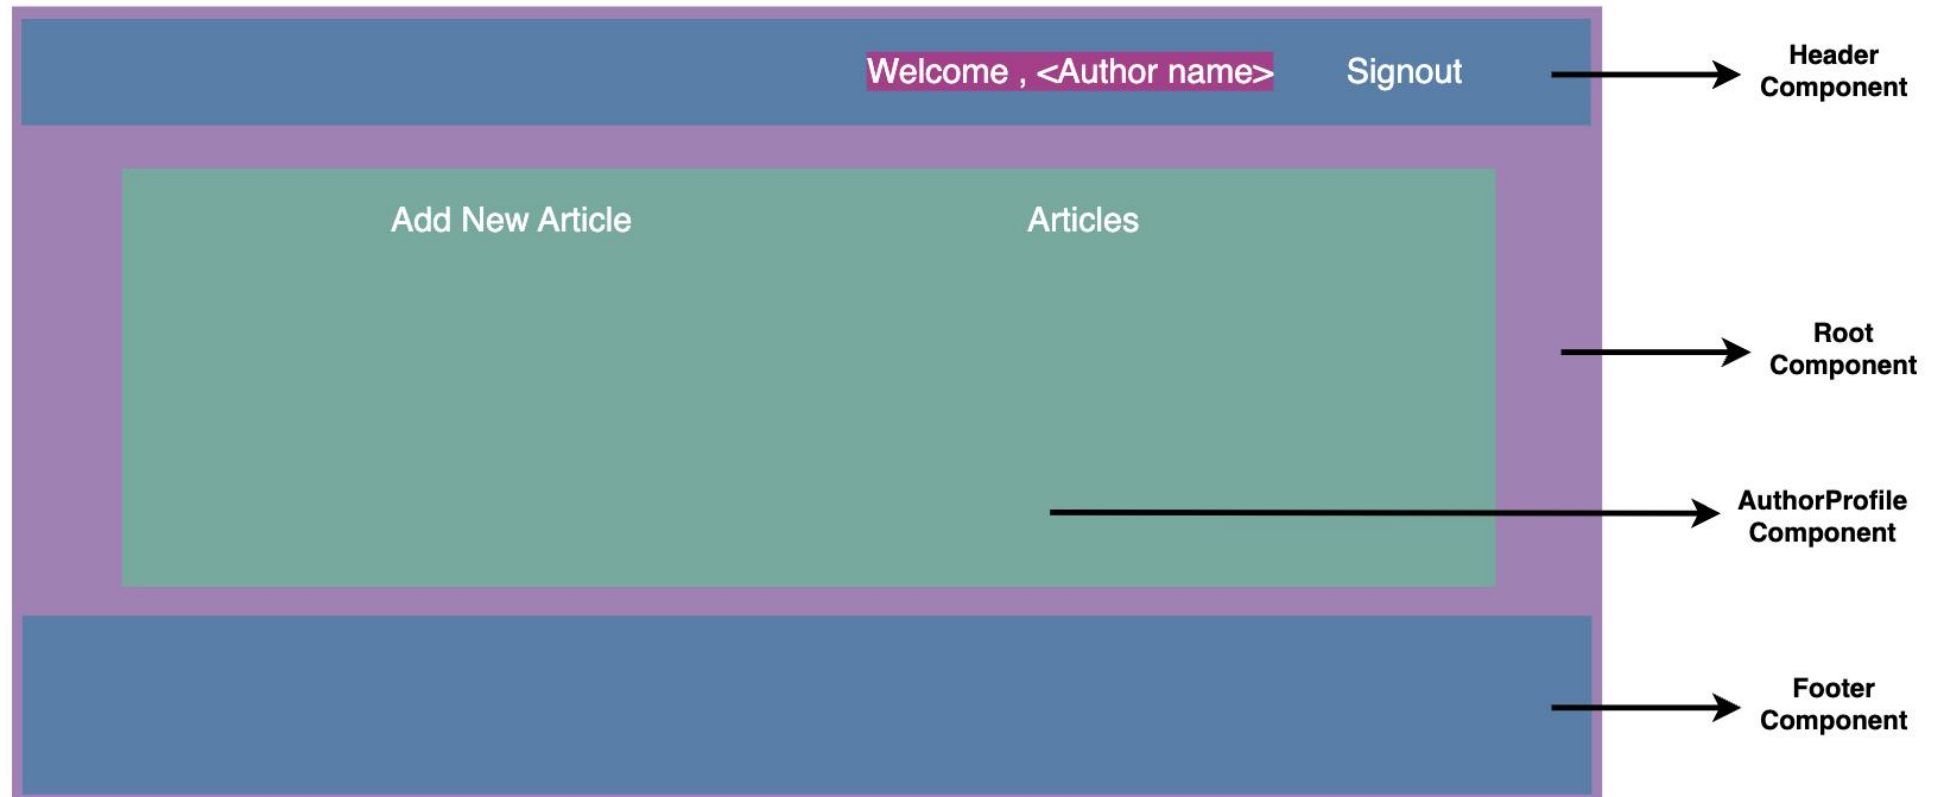 Welcome , <Author name>
Signout
Header
Component
Add New Article
Articles
Root
Component
AuthorProfile
Component
Footer
Component